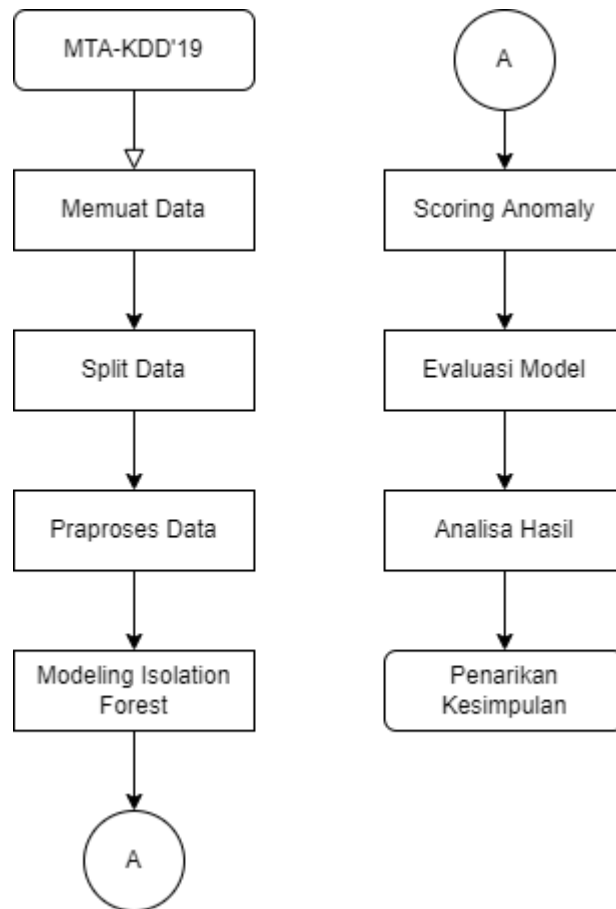 MTA-KDD'19
Memuat Data
Split Data
Praproses Data
Modeling Isolation
Forest
A
A
Scoring Anomaly
Evaluasi Model
Analisa Hasil
Penarikan
Kesimpulan